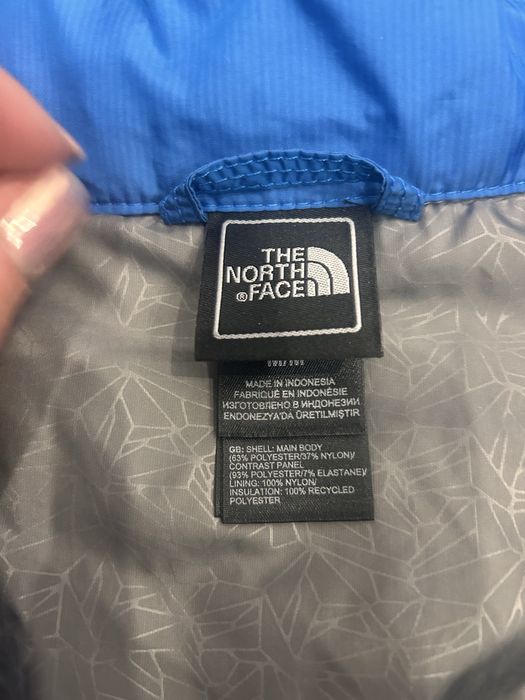 THE
NORTH
® FACE
MADE IN INDONESIA
FABRIQUÉ EN INDONÉSIE
ИЗГОТОВЛЕНО В ИНДОНЕЗИИ
ENDONEZYA'DA ÜRETILMIŞTIR
GB: SHELL: MAIN BODY
(63% POLYESTER/37% NYLON)/
CONTRAST PANEL
(93% POLYESTER/7% ELASTANE)/
LINING: 100% NYLON/
INSULATION: 100% RECYCLED
POLYESTER